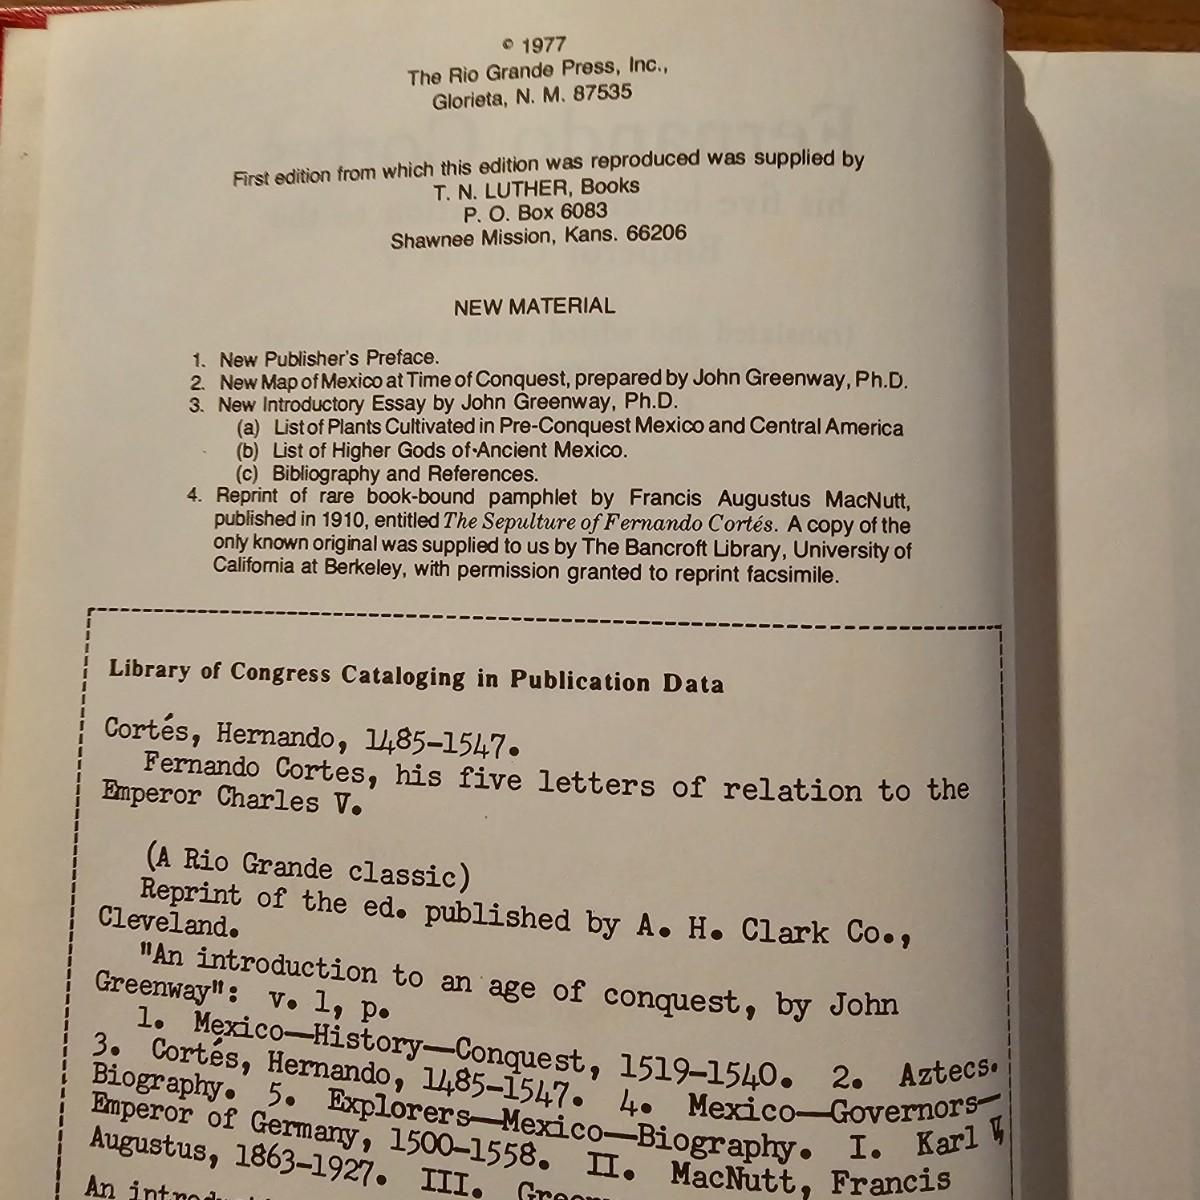 © 1977
The Rio Grande Press, Inc.,
Glorieta, N. M. 87535
First edition from which this edition was reproduced was supplied by
T. N. LUTHER, Books
P. O. Box 6083
Shawnee Mission, Kans. 66206
NEW MATERIAL
1. New Publisher's Preface.
2. New Map of Mexico at Time of Conquest, prepared by John Greenway, Ph.D.
3. New Introductory Essay by John Greenway, Ph.D.
(a) List of Plants Cultivated in Pre-Conquest Mexico and Central America
(b) List of Higher Gods of Ancient Mexico.
(c) Bibliography and References.
4. Reprint of rare book-bound pamphlet by Francis Augustus MacNutt,
published in 1910, entitled The Sepulture of Fernando Cortés. A copy of the
only known original was supplied to us by The Bancroft Library, University of
California at Berkeley, with permission granted to reprint facsimile.
Library of Congress Cataloging in Publication Data
Cortés, Hernando, 1485-1547.
Fernando Cortes, his five letters of relation to the
Emperor Charles V.
(A Rio Grande classic)
Reprint of the ed. published by A. H. Clark Co.,
Cleveland.
"An introduction to an age of conquest, by John
Greenway": v. 1, p.
1. Mexico—History—Conquest, 1519-1540. 2. Aztecs.
3. Cortés, Hernando, 1485-1547. 4. Mexico—Governors—
Biography. 5. Explorers—Mexico—Biography. I. Karl V,
Emperor of Germany, 1500-1558. II. MacNutt, Francis
Augustus, 1863-1927. III.
An